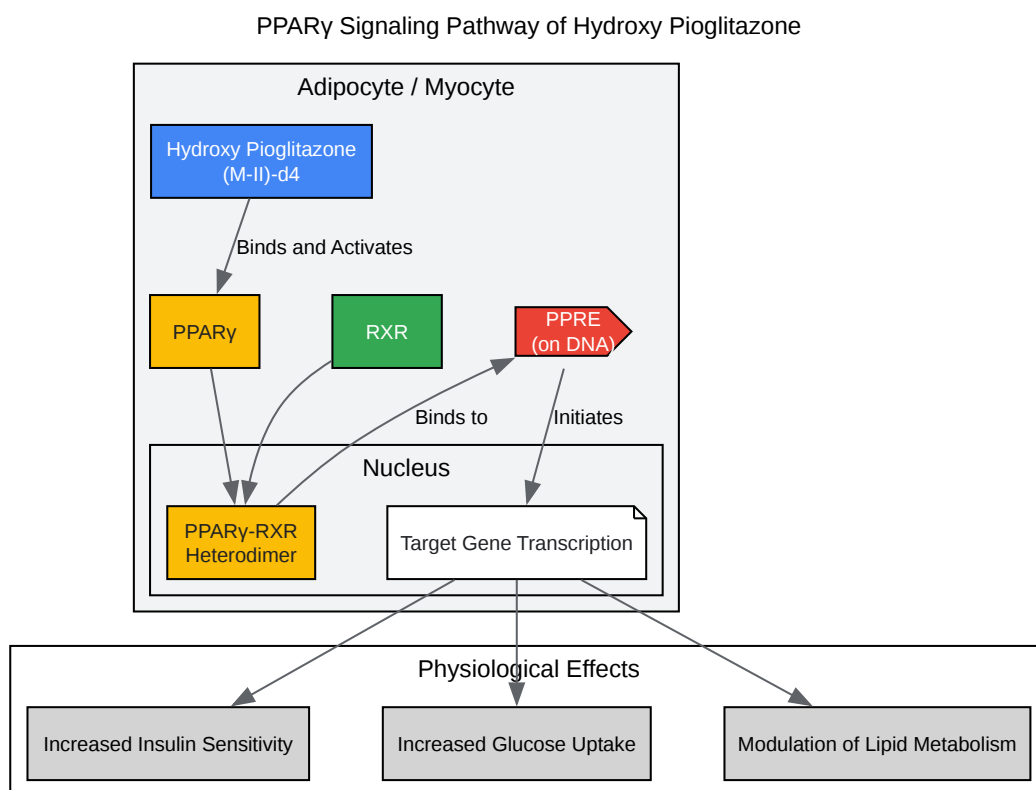 PPARγ Signaling Pathway of Hydroxy Pioglitazone
Adipocyte / Myocyte
Hydroxy Pioglitazone
(M-II)-d4
Binds and Activates
PPARγ
RXR
PPRE
(on DNA)
Binds to
Initiates
Nucleus
PPARγ-RXR
Heterodimer
Target Gene Transcription
Physiological Effects
Increased Insulin Sensitivity
Increased Glucose Uptake
Modulation of Lipid Metabolism